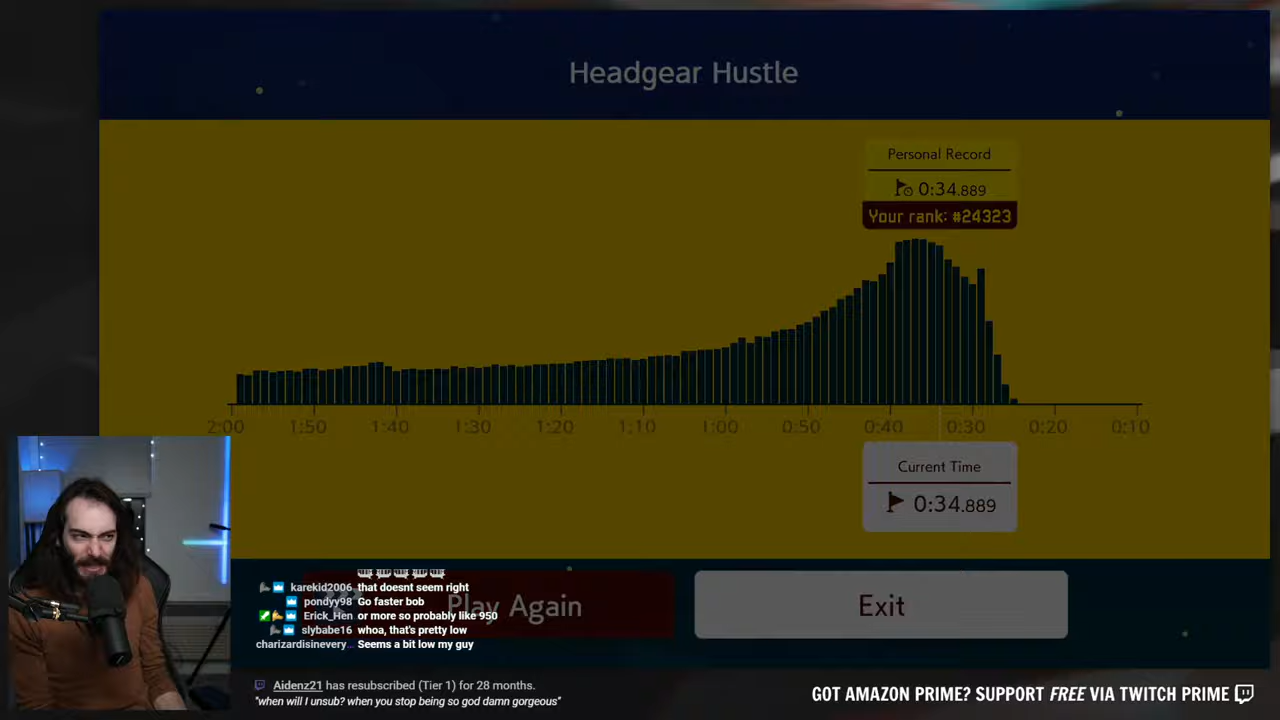 Headgear Hustle
Personal Record
0:34.889
Your rank: #24323
2:00 1:50 1:40 1:30 1:20 1:10 1:00 0:50 0:40 0:30 0:20 0:10
Current Time
0:34.889
Play Again
Exit
karekid2006 that doesnt seem right
pondyy98 Go faster bob
Erick_Hen or more so probably like 950
slybabe16 whoa, that's pretty low
charizardisinevery Seems a bit low my guy
Aidenz21 has resubscribed (Tier 1) for 28 months.
"when will I unsub? when you stop being so god damn gorgeous"
GOT AMAZON PRIME? SUPPORT FREE VIA TWITCH PRIME